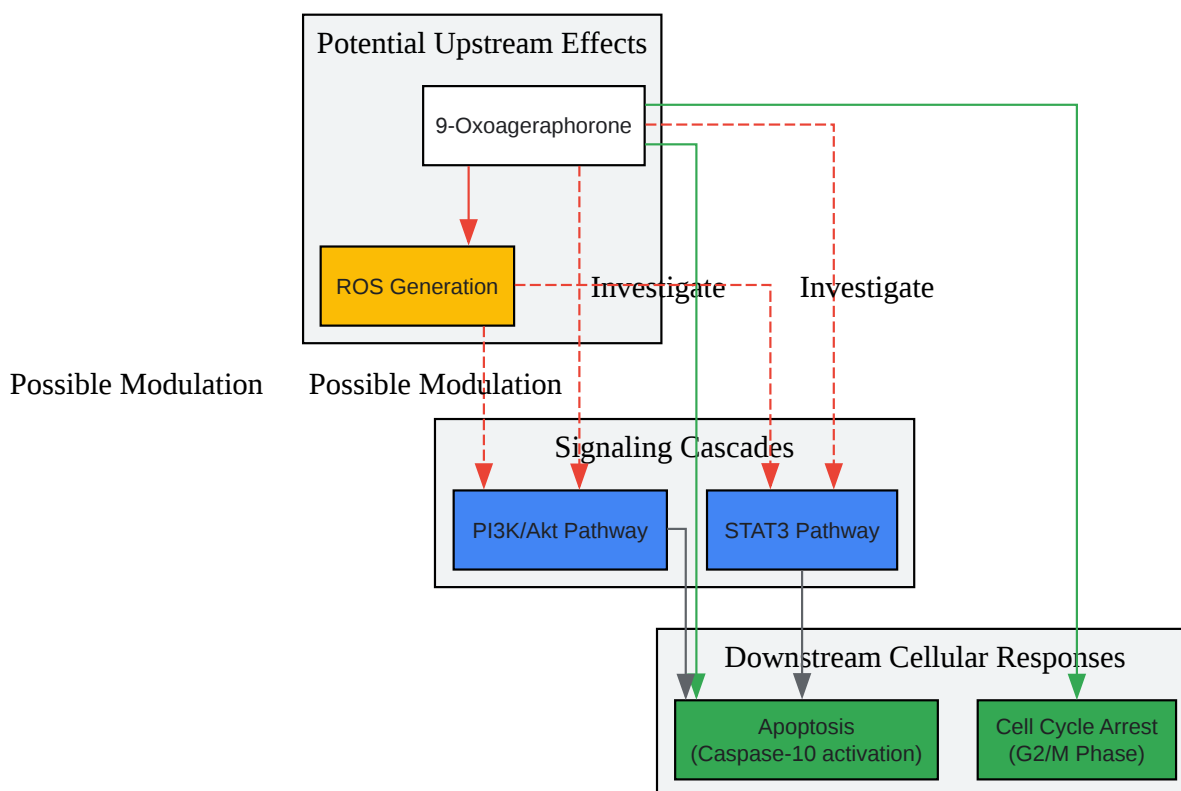 Potential Upstream Effects
9-Oxoageraphorone
ROS Generation
Investigate
Investigate
Possible Modulation
Possible Modulation
Signaling Cascades
PI3K/Akt Pathway
STAT3 Pathway
Downstream Cellular Responses
Apoptosis
(Caspase-10 activation)
Cell Cycle Arrest
(G2/M Phase)